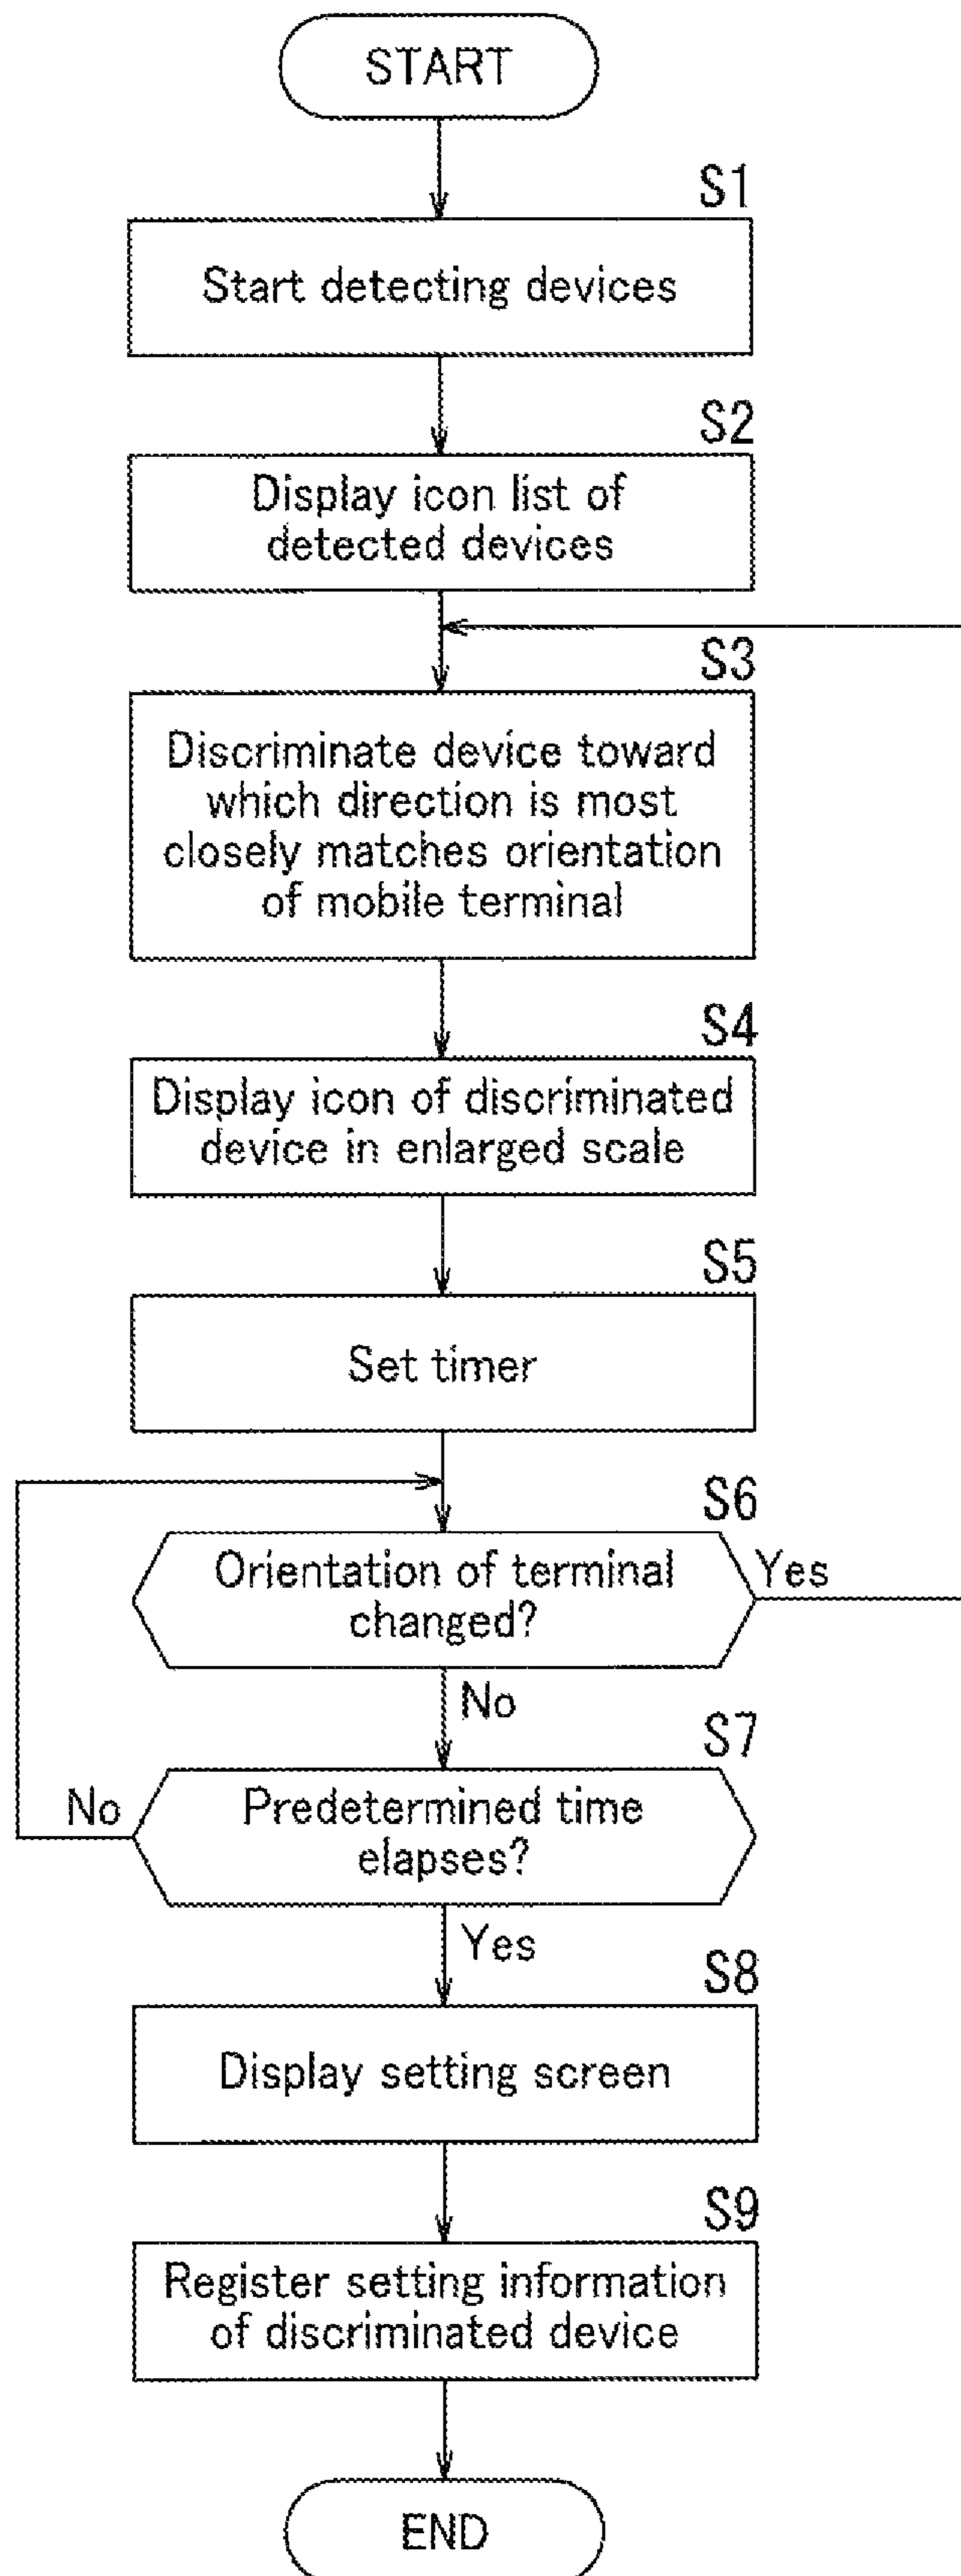 START
S1
Start detecting devices
S2
Display icon list of
detected devices
S3
Discriminate device toward
which direction is most
closely matches orientation
of mobile terminal
S4
Display icon of discriminated
device in enlarged scale
S5
Set timer
S6
Orientation of terminal
changed?
Yes
No
S7
Predetermined time
elapses?
No
Yes
S8
Display setting screen
S9
Register setting information
of discriminated device
END